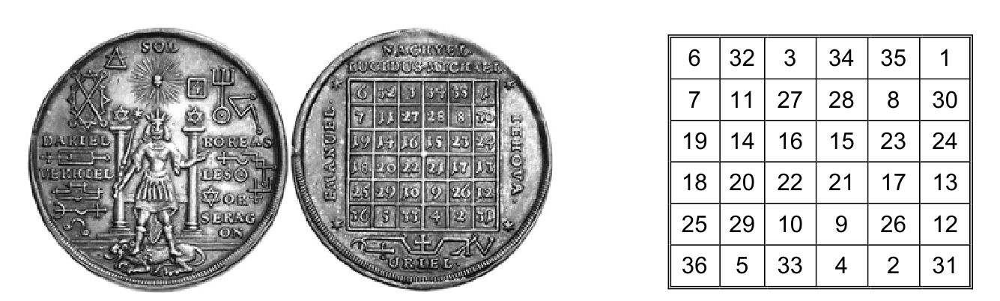 SOL
DARIEL
BOREAS
VERHIEL
LESO
ORT
SERAG
ON
NACHYEL
LUCIDUS·MICHAEL
EMANUEL·
IEHOVA·
6 32 3 34 35 1
7 11 27 28 8 30
19 14 16 15 23 24
18 20 22 21 17 13
25 29 10 9 26 12
36 5 33 4 2 31
·URIEL·
6 32 3 34 35 1
7 11 27 28 8 30
19 14 16 15 23 24
18 20 22 21 17 13
25 29 10 9 26 12
36 5 33 4 2 31